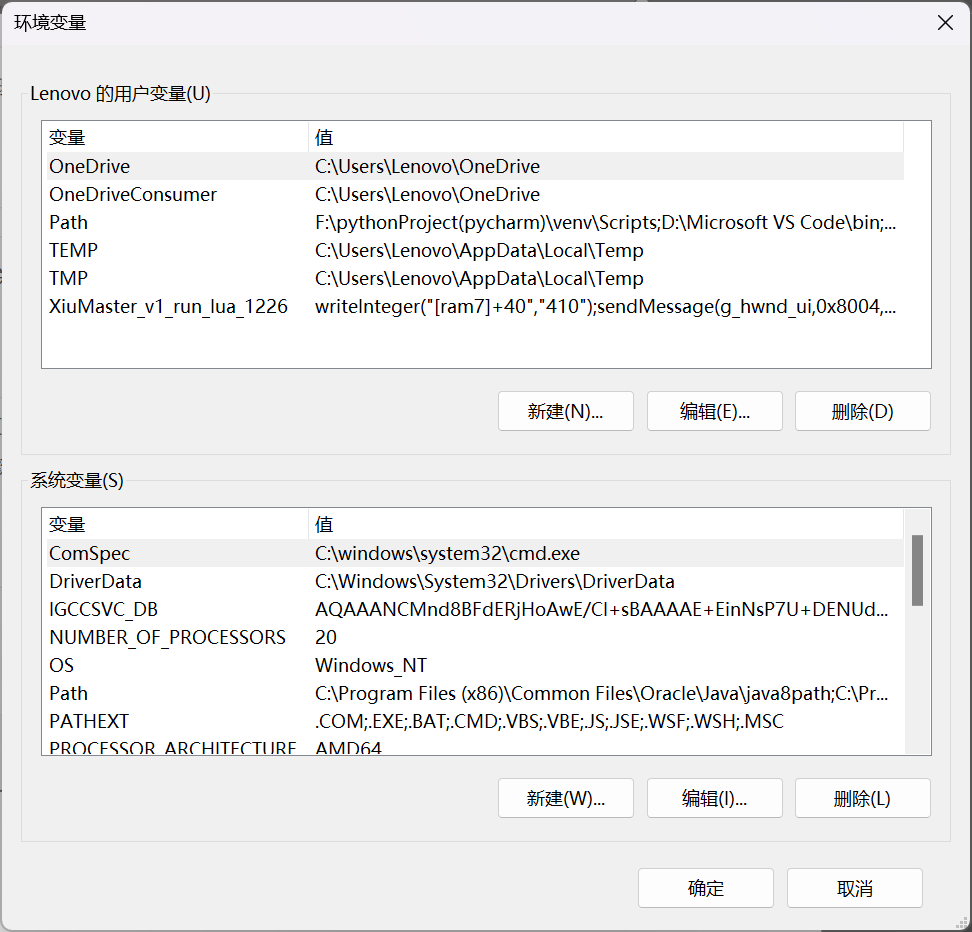 环境变量
Lenovo 的用户变量(U)
变量 值
OneDrive C:\Users\Lenovo\OneDrive
OneDriveConsumer C:\Users\Lenovo\OneDrive
Path F:\pythonProject(pycharm)\venv\Scripts;D:\Microsoft VS Code\bin;...
TEMP C:\Users\Lenovo\AppData\Local\Temp
TMP C:\Users\Lenovo\AppData\Local\Temp
XiuMaster_v1_run_lua_1226 writeInteger("[ram7]+40","410");sendMessage(g_hwnd_ui,0x8004,...
新建(N)... 编辑(E)... 删除(D)
系统变量(S)
变量 值
ComSpec C:\windows\system32\cmd.exe
DriverData C:\Windows\System32\Drivers\DriverData
IGCCSVC_DB AQAAANCMnd8BFdERjHoAwE/Cl+sBAAAAE+EinNsP7U+DENUd...
NUMBER_OF_PROCESSORS 20
OS Windows_NT
Path C:\Program Files (x86)\Common Files\Oracle\Java\java8path;C:\Pr...
PATHEXT .COM;.EXE;.BAT;.CMD;.VBS;.VBE;.JS;.JSE;.WSF;.WSH;.MSC
PROCESSOR_ARCHITECTURE AMD64
新建(W)... 编辑(I)... 删除(L)
确定 取消